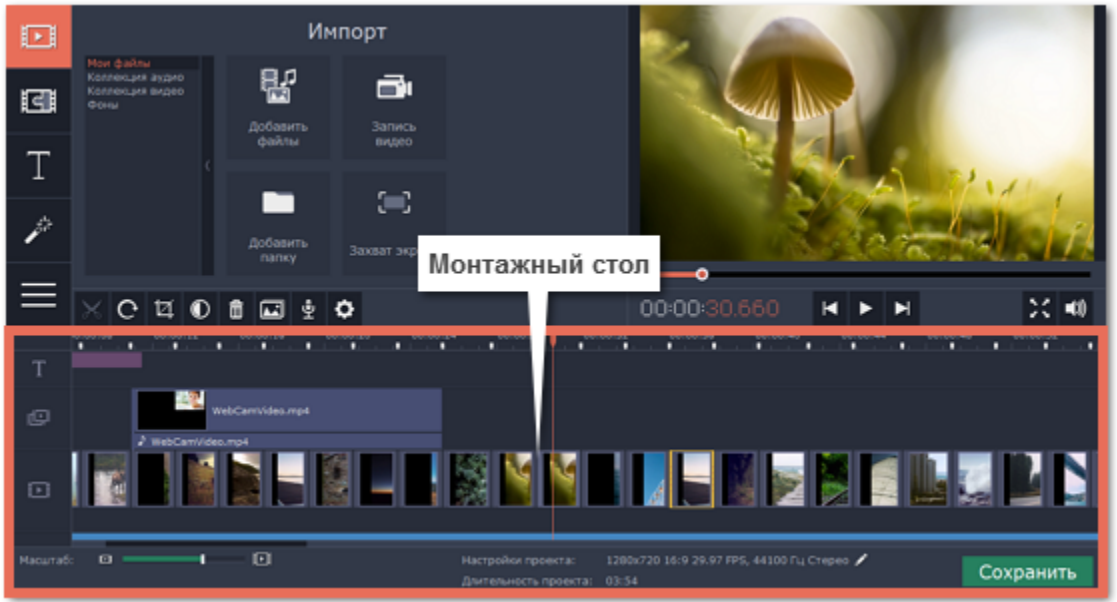 Импорт
Мои файлы
Коллекция аудио
Коллекция видео
Фоны
Добавить
файлы
Запись
видео
Добавить
папку
Захват
Монтажный стол
00:00:30.660
T
WebCamVideo.mp4
WebCamVideo.mp4
Масштаб:
Настройки проекта: 1280x720 16:9 29.97 FPS, 44100 Гц Стерео
Длительность проекта: 03:54
Сохранить